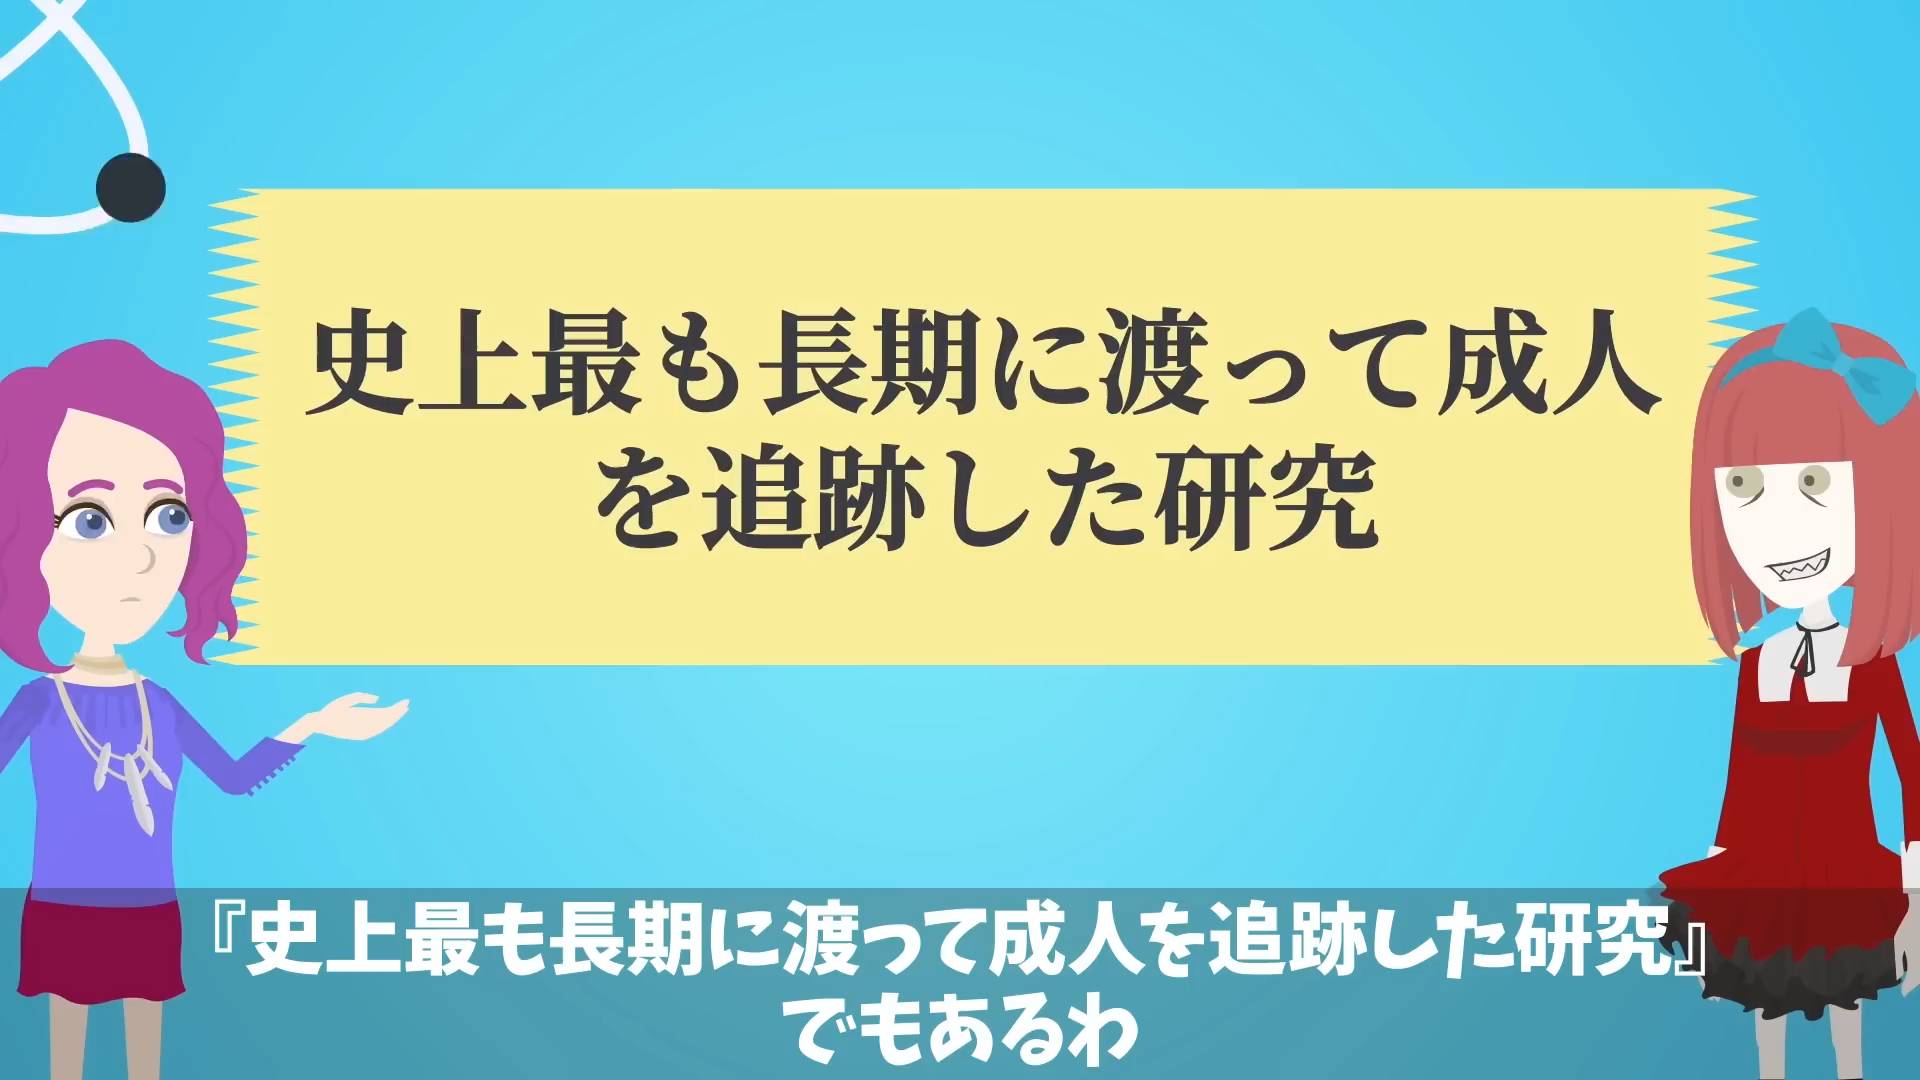 史上最も長期に渡って成人
を追跡した研究
『史上最も長期に渡って成人を追跡した研究』
でもあるわ